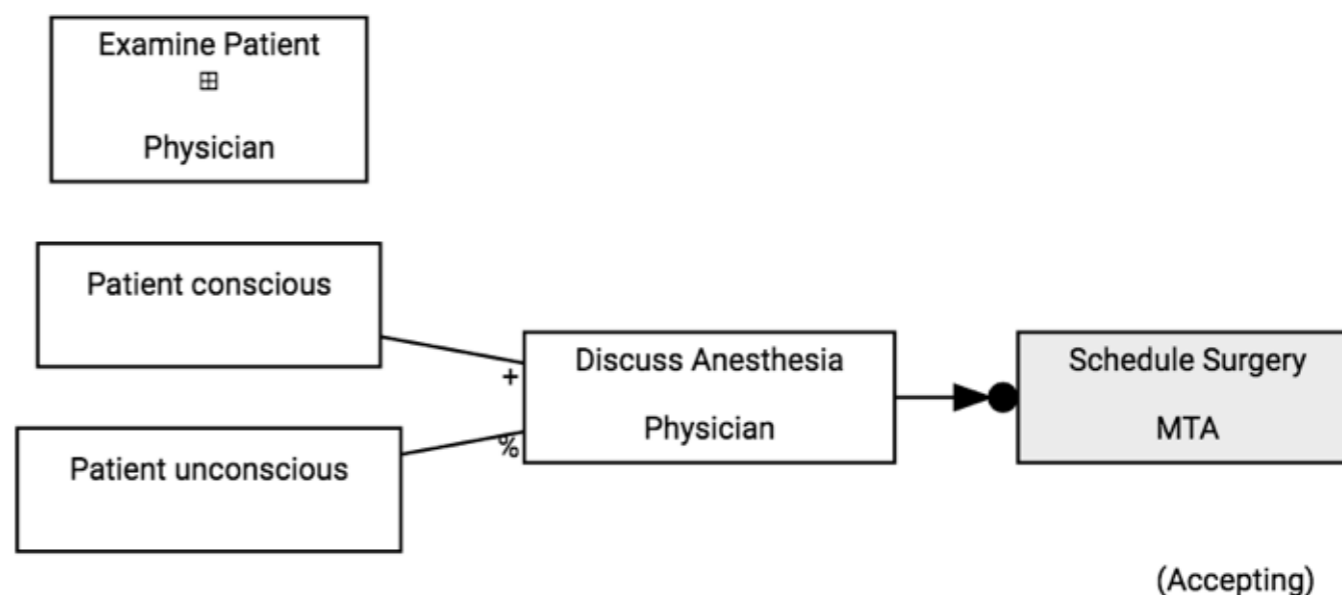 Examine Patient
⊞
Physician
Patient conscious
+
Discuss Anesthesia
Physician
Schedule Surgery
MTA
Patient unconscious
%
(Accepting)